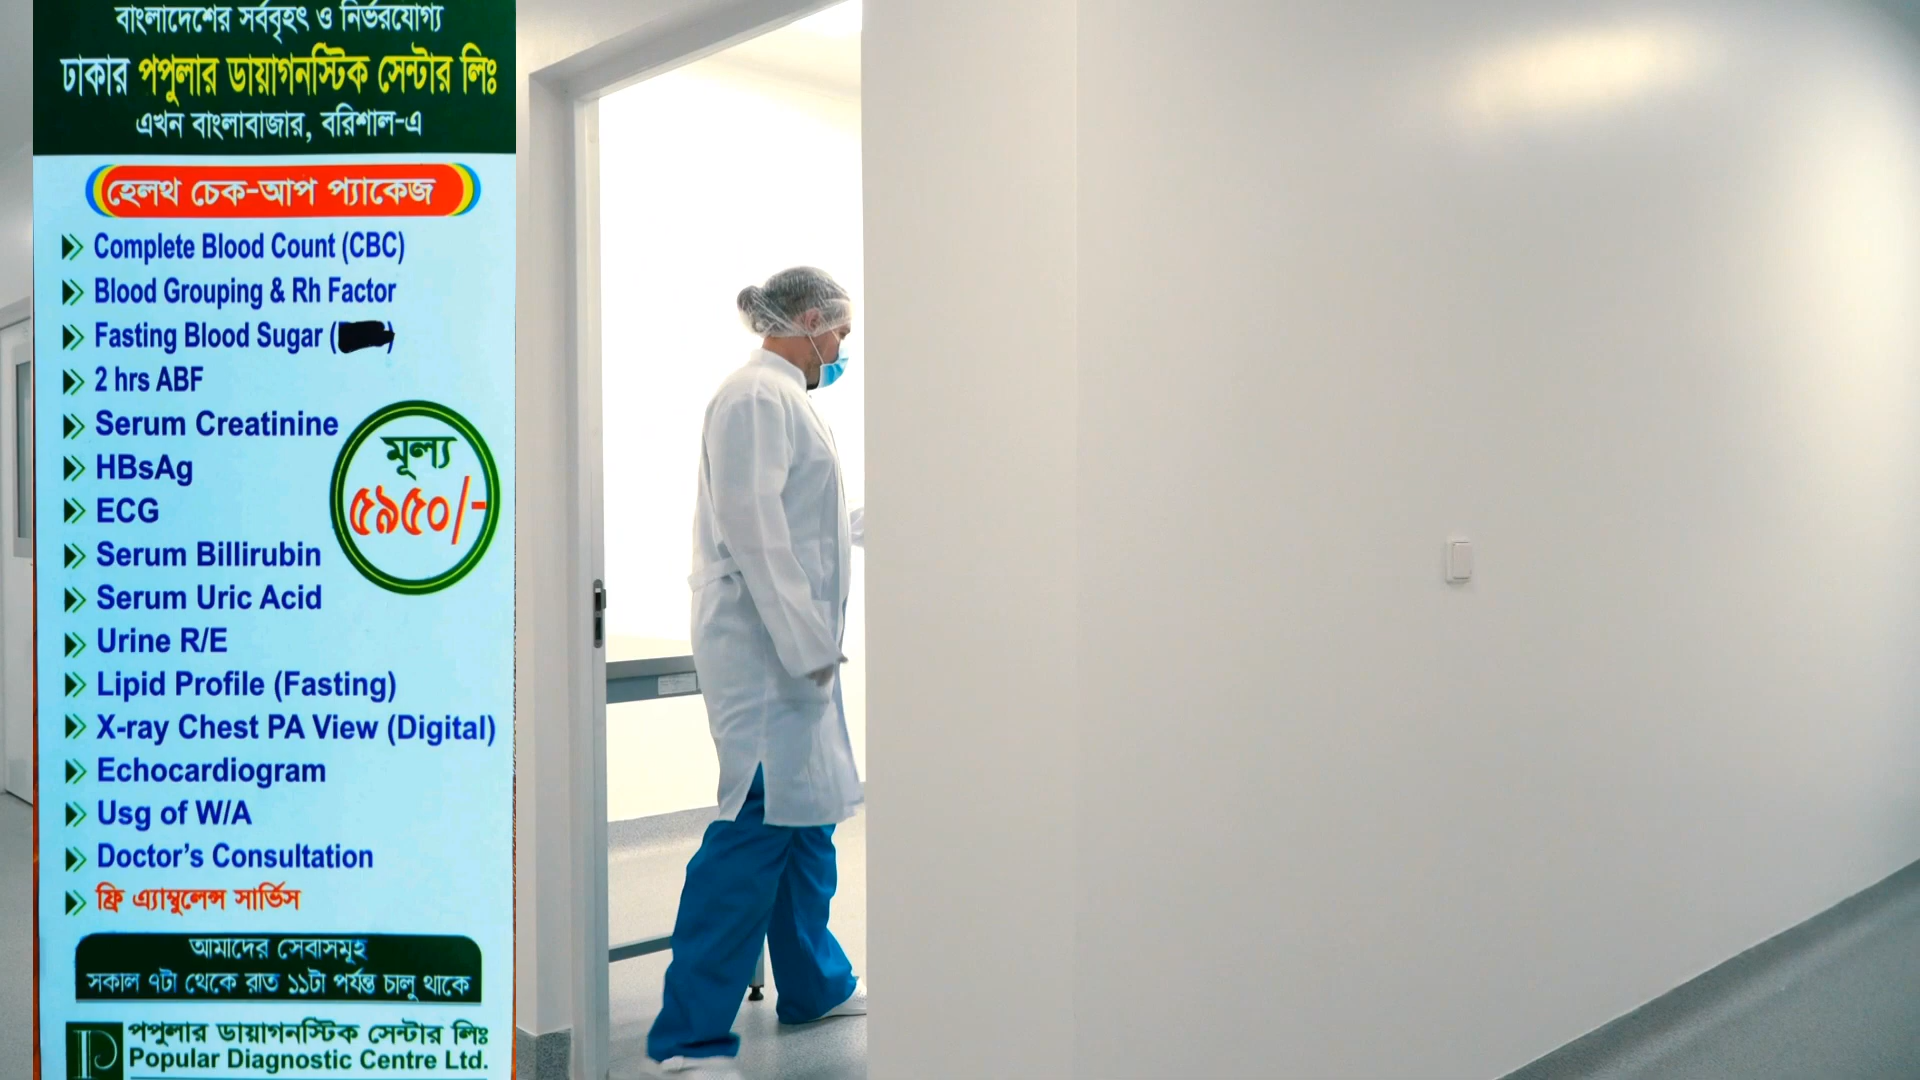 বাংলাদেশের সর্ববৃহৎ ও নির্ভরযোগ্য
ঢাকার পপুলার ডায়াগনস্টিক সেন্টার লিঃ
এখন বাংলাবাজার, বরিশাল-এ
হেলথ চেক-আপ প্যাকেজ
Complete Blood Count (CBC)
Blood Grouping & Rh Factor
Fasting Blood Sugar ( )
2 hrs ABF
Serum Creatinine
HBsAg
ECG
মূল্য
৫৯৫০/-
Serum Billirubin
Serum Uric Acid
Urine R/E
Lipid Profile (Fasting)
X-ray Chest PA View (Digital)
Echocardiogram
Usg of W/A
Doctor's Consultation
ফ্রি এ্যাম্বুলেন্স সার্ভিস
আমাদের সেবাসমূহ
সকাল ৭টা থেকে রাত ১১টা পর্যন্ত চালু থাকে
পপুলার ডায়াগনস্টিক সেন্টার লিঃ
Popular Diagnostic Centre Ltd.